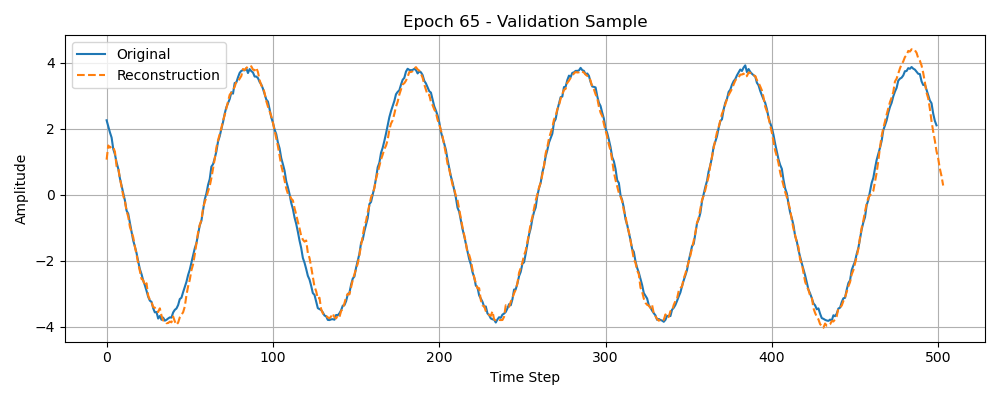 Epoch 65 - Validation Sample
Original
Reconstruction
Amplitude
4
2
0
−2
−4
0 100 200 300 400 500
Time Step